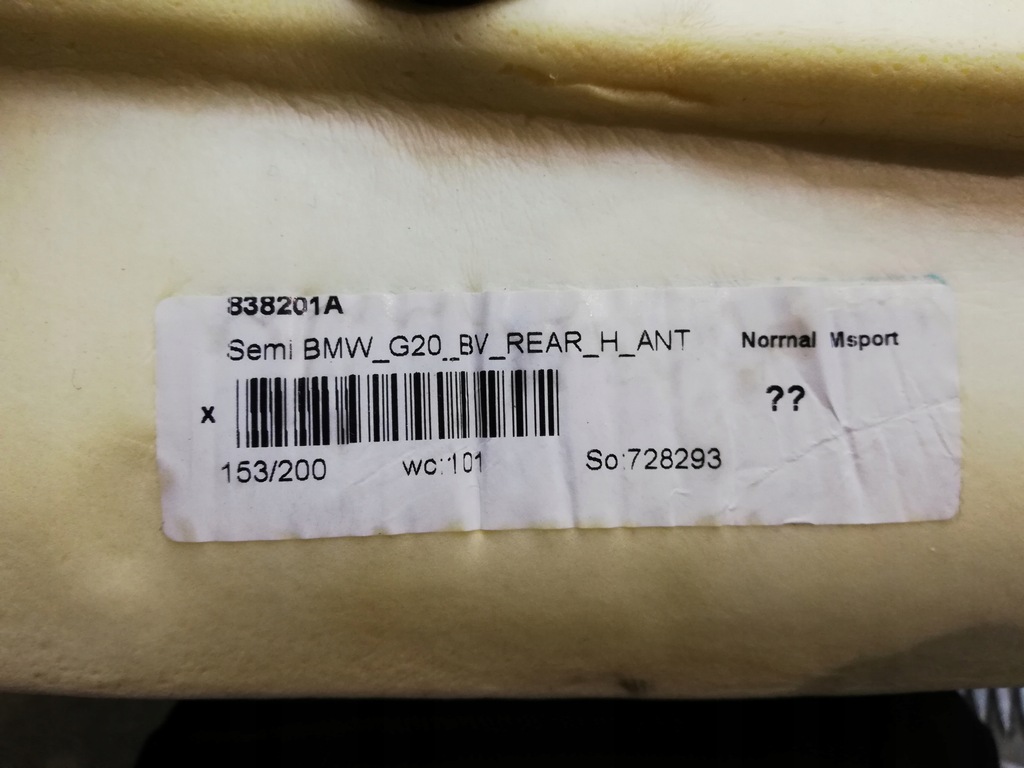 838201A
Semi BMW_G20_BV_REAR_H_ANT
Norrnal Msport
X
??
153/200 wc:101 So:728293